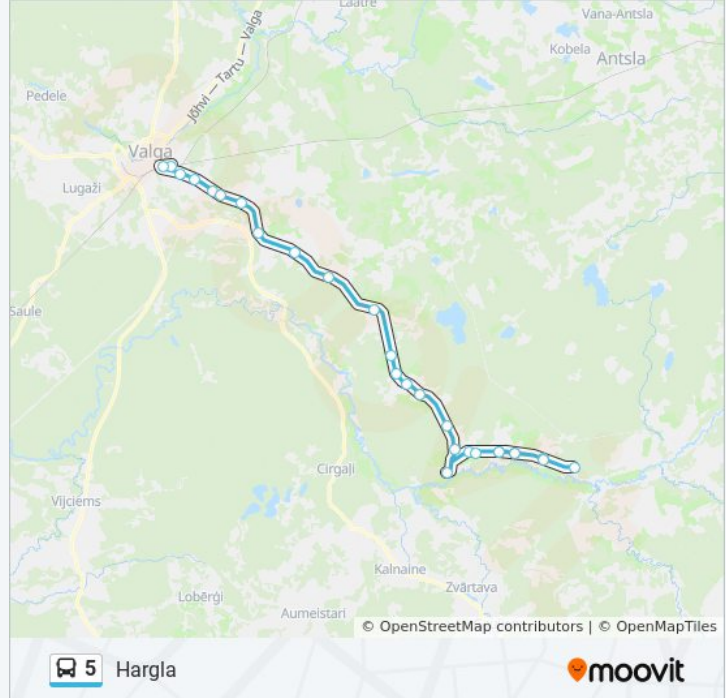 Laatre
Vana-Antsla
Kobela
Antsla
Jõhvi — Tartu — Valga
Pedele
Valga
Lugaži
Saule
Cirgaļi
Vijciems
Kalnaine
Zvārtava
Lobērģi
Aumeistari
© OpenStreetMap contributors | © OpenMapTiles
5 Hargla
moovit